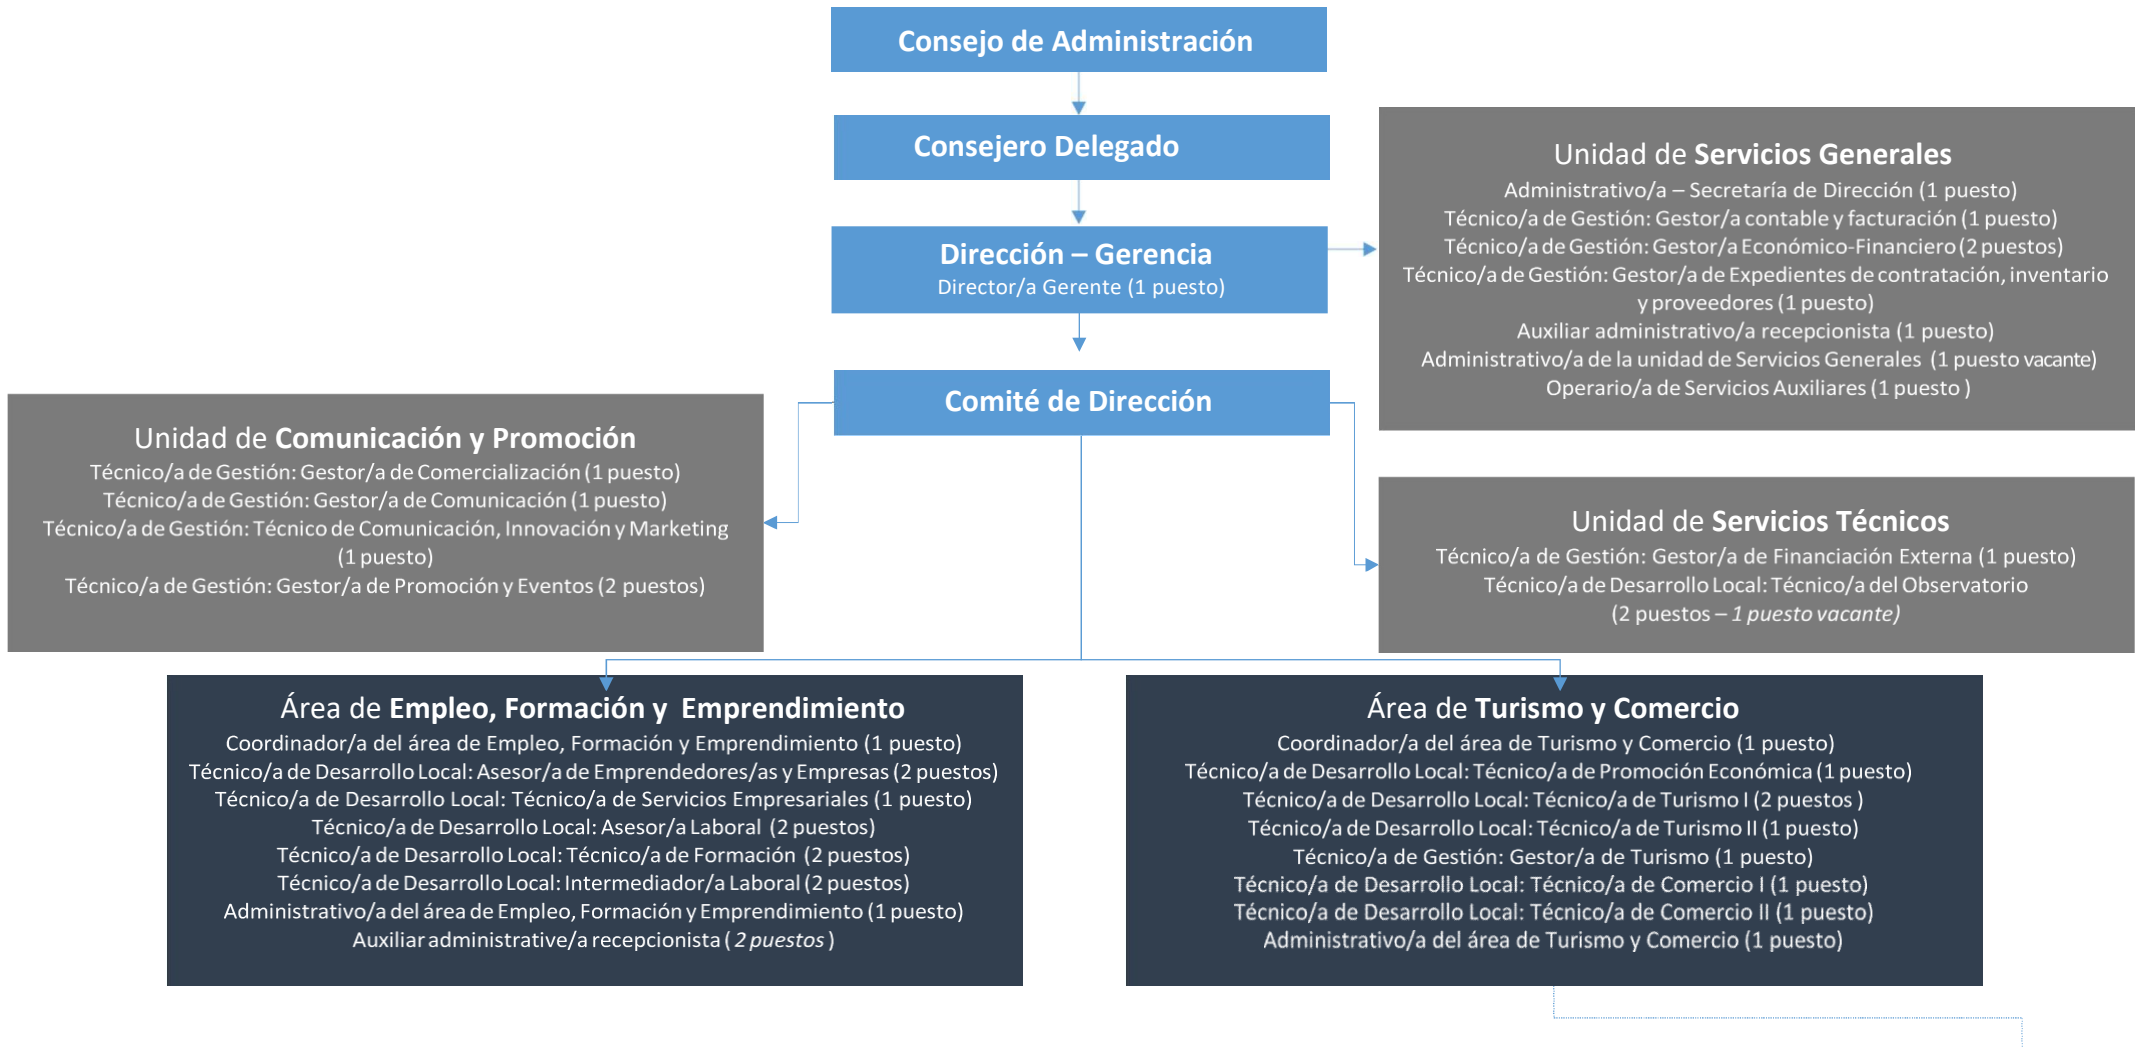 Consejo de Administración
Consejero Delegado
Dirección – Gerencia
Director/a Gerente (1 puesto)
Unidad de Servicios Generales
Administrativo/a – Secretaría de Dirección (1 puesto)
Técnico/a de Gestión: Gestor/a contable y facturación (1 puesto)
Técnico/a de Gestión: Gestor/a Económico-Financiero (2 puestos)
Técnico/a de Gestión: Gestor/a de Expedientes de contratación, inventario
y proveedores (1 puesto)
Auxiliar administrativo/a recepcionista (1 puesto)
Administrativo/a de la unidad de Servicios Generales (1 puesto vacante)
Operario/a de Servicios Auxiliares (1 puesto )
Comité de Dirección
Unidad de Comunicación y Promoción
Técnico/a de Gestión: Gestor/a de Comercialización (1 puesto)
Técnico/a de Gestión: Gestor/a de Comunicación (1 puesto)
Técnico/a de Gestión: Técnico de Comunicación, Innovación y Marketing
(1 puesto)
Técnico/a de Gestión: Gestor/a de Promoción y Eventos (2 puestos)
Unidad de Servicios Técnicos
Técnico/a de Gestión: Gestor/a de Financiación Externa (1 puesto)
Técnico/a de Desarrollo Local: Técnico/a del Observatorio
(2 puestos – 1 puesto vacante)
Área de Empleo, Formación y Emprendimiento
Coordinador/a del área de Empleo, Formación y Emprendimiento (1 puesto)
Técnico/a de Desarrollo Local: Asesor/a de Emprendedores/as y Empresas (2 puestos)
Técnico/a de Desarrollo Local: Técnico/a de Servicios Empresariales (1 puesto)
Técnico/a de Desarrollo Local: Asesor/a Laboral (2 puestos)
Técnico/a de Desarrollo Local: Técnico/a de Formación (2 puestos)
Técnico/a de Desarrollo Local: Intermediador/a Laboral (2 puestos)
Administrativo/a del área de Empleo, Formación y Emprendimiento (1 puesto)
Auxiliar administrative/a recepcionista ( 2 puestos )
Área de Turismo y Comercio
Coordinador/a del área de Turismo y Comercio (1 puesto)
Técnico/a de Desarrollo Local: Técnico/a de Promoción Económica (1 puesto)
Técnico/a de Desarrollo Local: Técnico/a de Turismo I (2 puestos )
Técnico/a de Desarrollo Local: Técnico/a de Turismo II (1 puesto)
Técnico/a de Gestión: Gestor/a de Turismo (1 puesto)
Técnico/a de Desarrollo Local: Técnico/a de Comercio I (1 puesto)
Técnico/a de Desarrollo Local: Técnico/a de Comercio II (1 puesto)
Administrativo/a del área de Turismo y Comercio (1 puesto)